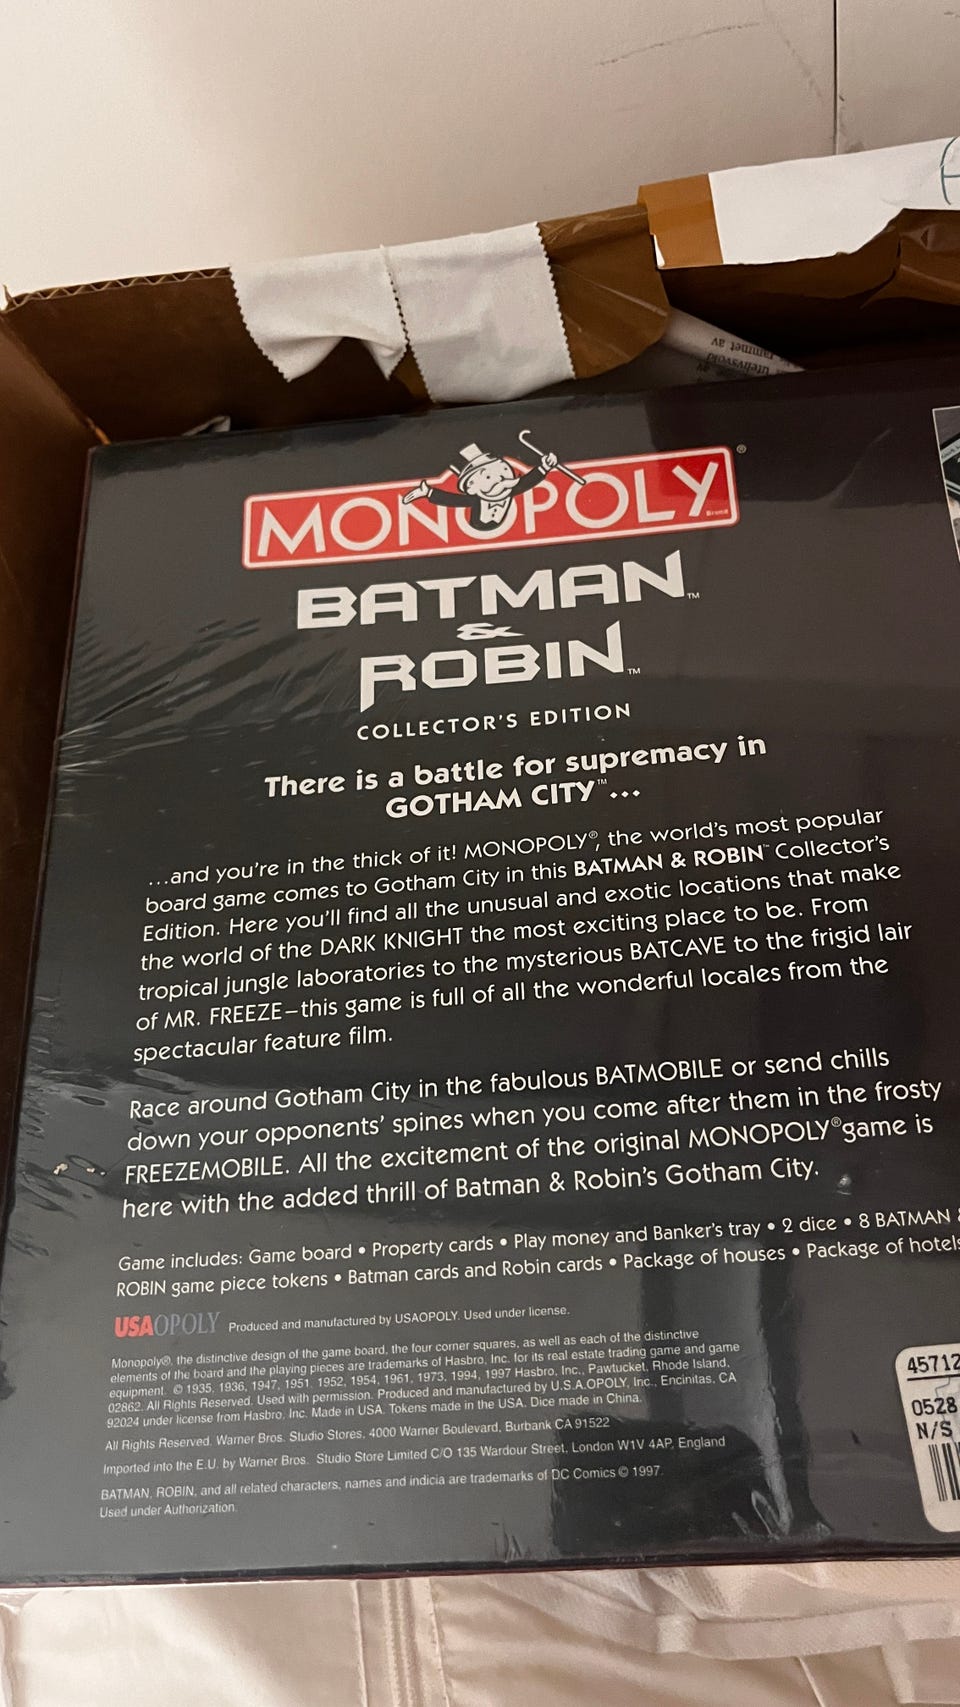 rammet av
utelivsvold
av
MONOPOLY®
Brand
BATMAN™
&
ROBIN™
COLLECTOR'S EDITION
There is a battle for supremacy in
GOTHAM CITY™...
...and you're in the thick of it! MONOPOLY®, the world's most popular
board game comes to Gotham City in this BATMAN & ROBIN™ Collector's
Edition. Here you'll find all the unusual and exotic locations that make
the world of the DARK KNIGHT the most exciting place to be. From
tropical jungle laboratories to the mysterious BATCAVE to the frigid lair
of MR. FREEZE–this game is full of all the wonderful locales from the
spectacular feature film.
Race around Gotham City in the fabulous BATMOBILE or send chills
down your opponents' spines when you come after them in the frosty
FREEZEMOBILE. All the excitement of the original MONOPOLY® game is
here with the added thrill of Batman & Robin's Gotham City.
Game includes: Game board • Property cards • Play money and Banker's tray • 2 dice • 8 BATMAN &
ROBIN game piece tokens • Batman cards and Robin cards • Package of houses • Package of hotels
USAOPOLY Produced and manufactured by USAOPOLY. Used under license.
Monopoly®, the distinctive design of the game board, the four corner squares, as well as each of the distinctive
elements of the board and the playing pieces are trademarks of Hasbro, Inc. for its real estate trading game and game
equipment. © 1935, 1936, 1947, 1951, 1952, 1954, 1961, 1973, 1994, 1997 Hasbro, Inc., Pawtucket, Rhode Island,
02862. All Rights Reserved. Used with permission. Produced and manufactured by U.S.A.OPOLY, Inc., Encinitas, CA
92024 under license from Hasbro, Inc. Made in USA. Tokens made in the USA. Dice made in China.
All Rights Reserved. Warner Bros. Studio Stores, 4000 Warner Boulevard, Burbank CA 91522
Imported into the E.U. by Warner Bros. Studio Store Limited C/O 135 Wardour Street, London W1V 4AP, England
BATMAN, ROBIN, and all related characters, names and indicia are trademarks of DC Comics © 1997.
Used under Authorization.
45712
0528
N/S